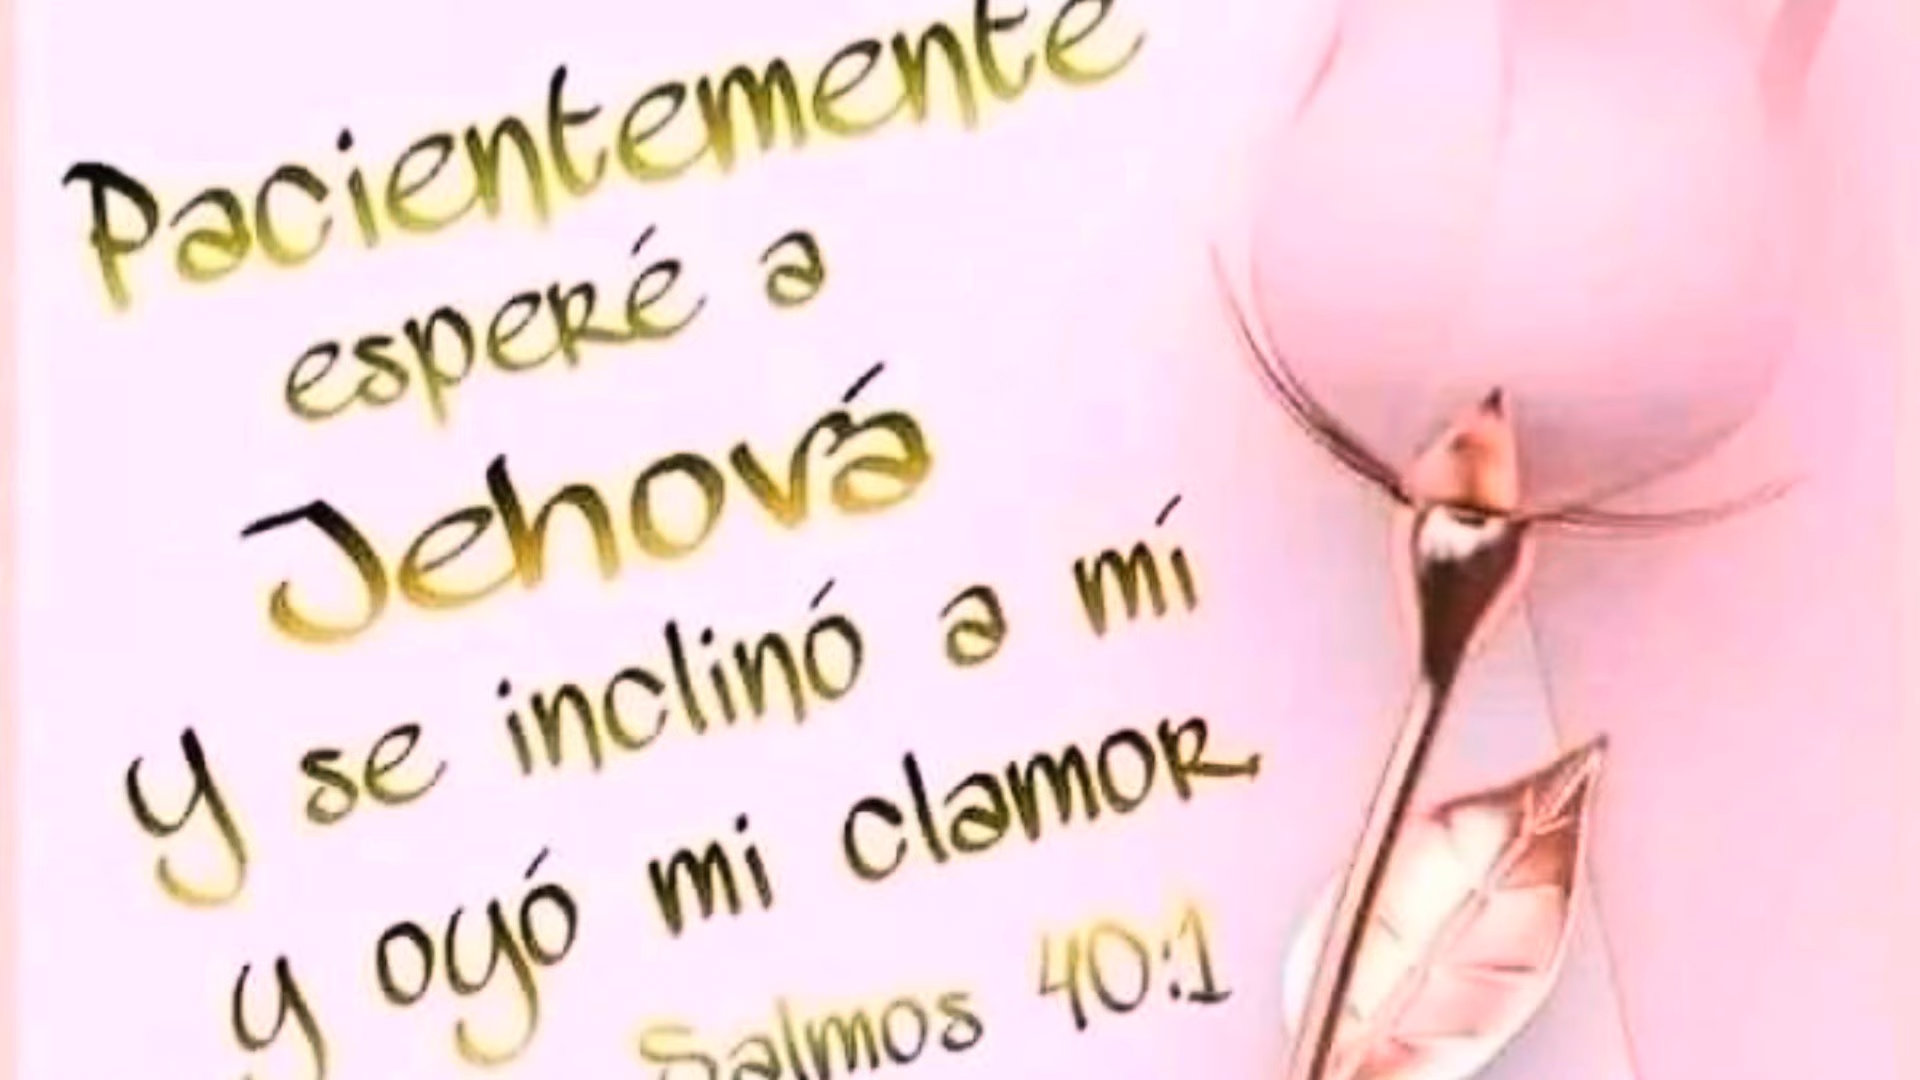 Pacientemente
esperé a
Jehová
Y se inclinó a mí
y oyó mi clamor
Salmos 40:1